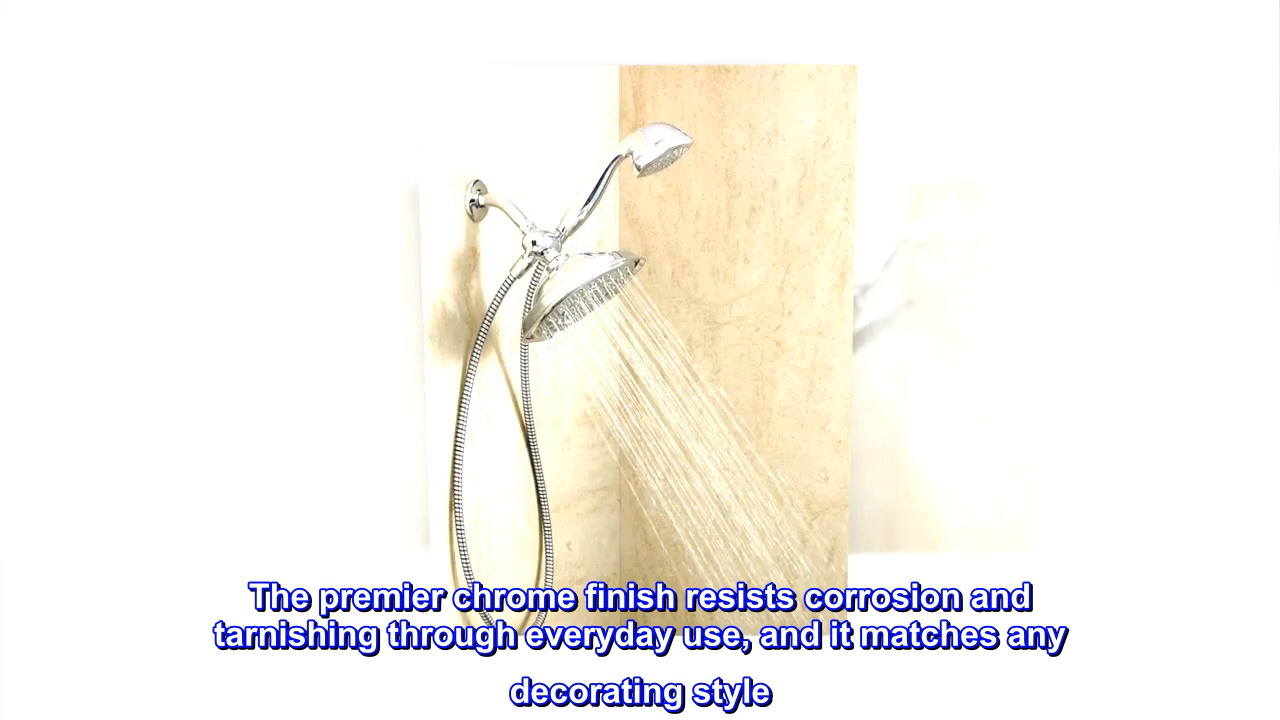 The premier chrome finish resists corrosion and
tarnishing through everyday use, and it matches any
decorating style